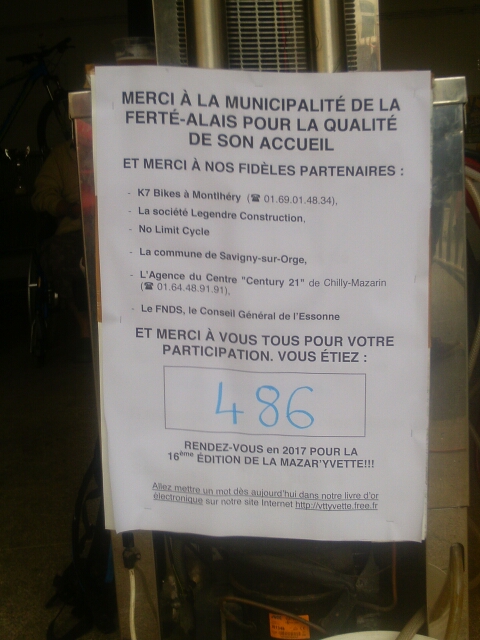 MERCI À LA MUNICIPALITÉ DE LA
FERTÉ-ALAIS POUR LA QUALITÉ
DE SON ACCUEIL
ET MERCI À NOS FIDÈLES PARTENAIRES :
- K7 Bikes à Montlhéry (☎ 01.69.01.48.34),
- La société Legendre Construction,
- No Limit Cycle
- La commune de Savigny-sur-Orge,
- L'Agence du Centre "Century 21" de Chilly-Mazarin
(☎ 01.64.48.91.91),
- Le FNDS, le Conseil Général de l'Essonne
ET MERCI À VOUS TOUS POUR VOTRE
PARTICIPATION. VOUS ÉTIEZ :
486
RENDEZ-VOUS en 2017 POUR LA
16ème ÉDITION DE LA MAZAR'YVETTE!!!
Allez mettre un mot dès aujourd'hui dans notre livre d'or
électronique sur notre site Internet http://vttyvette.free.fr